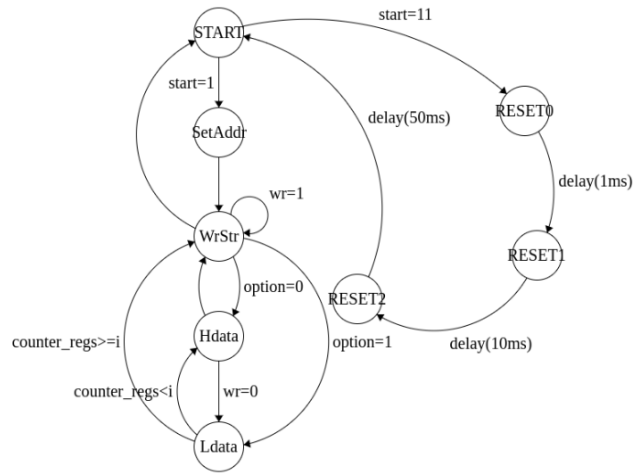 start=11
START
start=1
RESET0
delay(50ms)
SetAddr
delay(1ms)
wr=1
WrStr
RESET1
option=0
RESET2
Hdata
counter_regs>=i
option=1
delay(10ms)
counter_regs<i
wr=0
Ldata